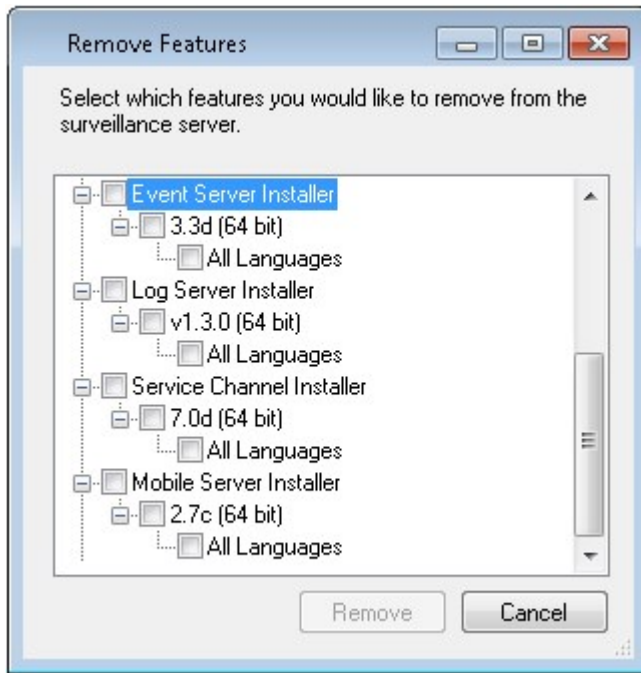 Remove Features
Select which features you would like to remove from the
surveillance server.
Event Server Installer
3.3d (64 bit)
All Languages
Log Server Installer
v1.3.0 (64 bit)
All Languages
Service Channel Installer
7.0d (64 bit)
All Languages
Mobile Server Installer
2.7c (64 bit)
All Languages
Remove
Cancel